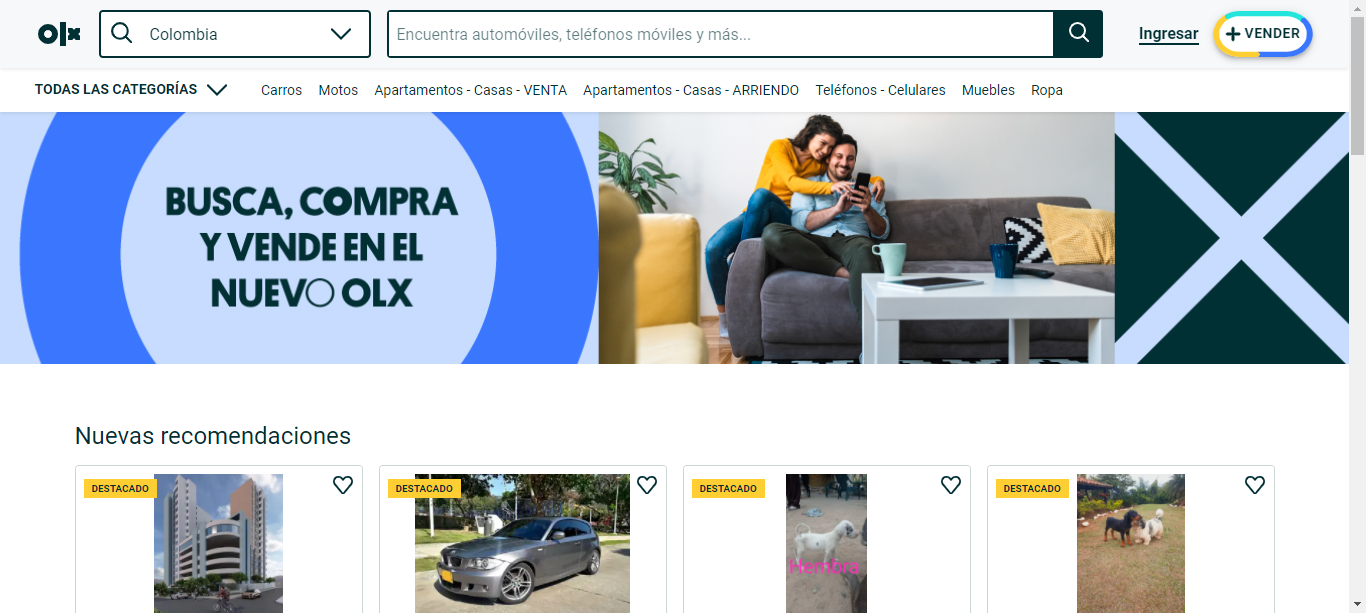 olx
Colombia
Encuentra automóviles, teléfonos móviles y más...
Ingresar
VENDER
TODAS LAS CATEGORÍAS
Carros
Motos
Apartamentos - Casas - VENTA
Apartamentos - Casas - ARRIENDO
Teléfonos - Celulares
Muebles
Ropa
BUSCA, COMPRA
Y VENDE EN EL
NUEVO OLX
Nuevas recomendaciones
DESTACADO
DESTACADO
DESTACADO
Hembra
DESTACADO